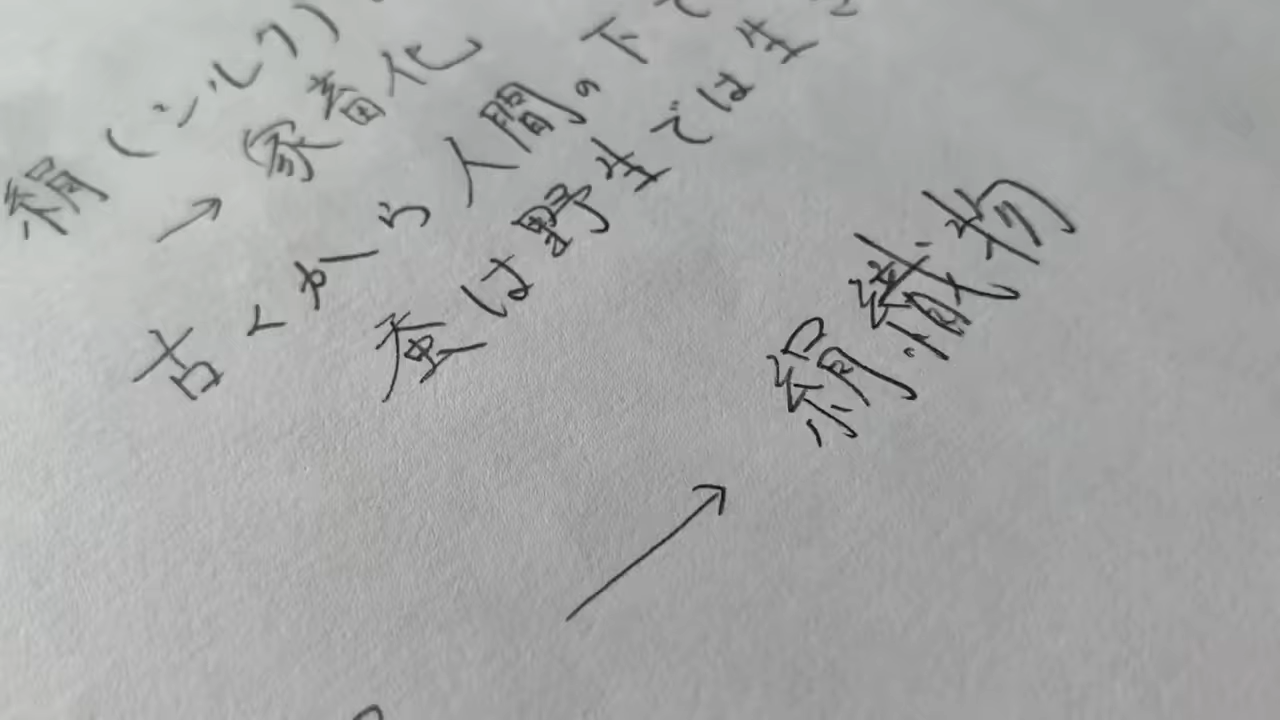 絹(シルク)
→ 家畜化
古くから人間の下で
蚕は野生では生き
→ 絹織物